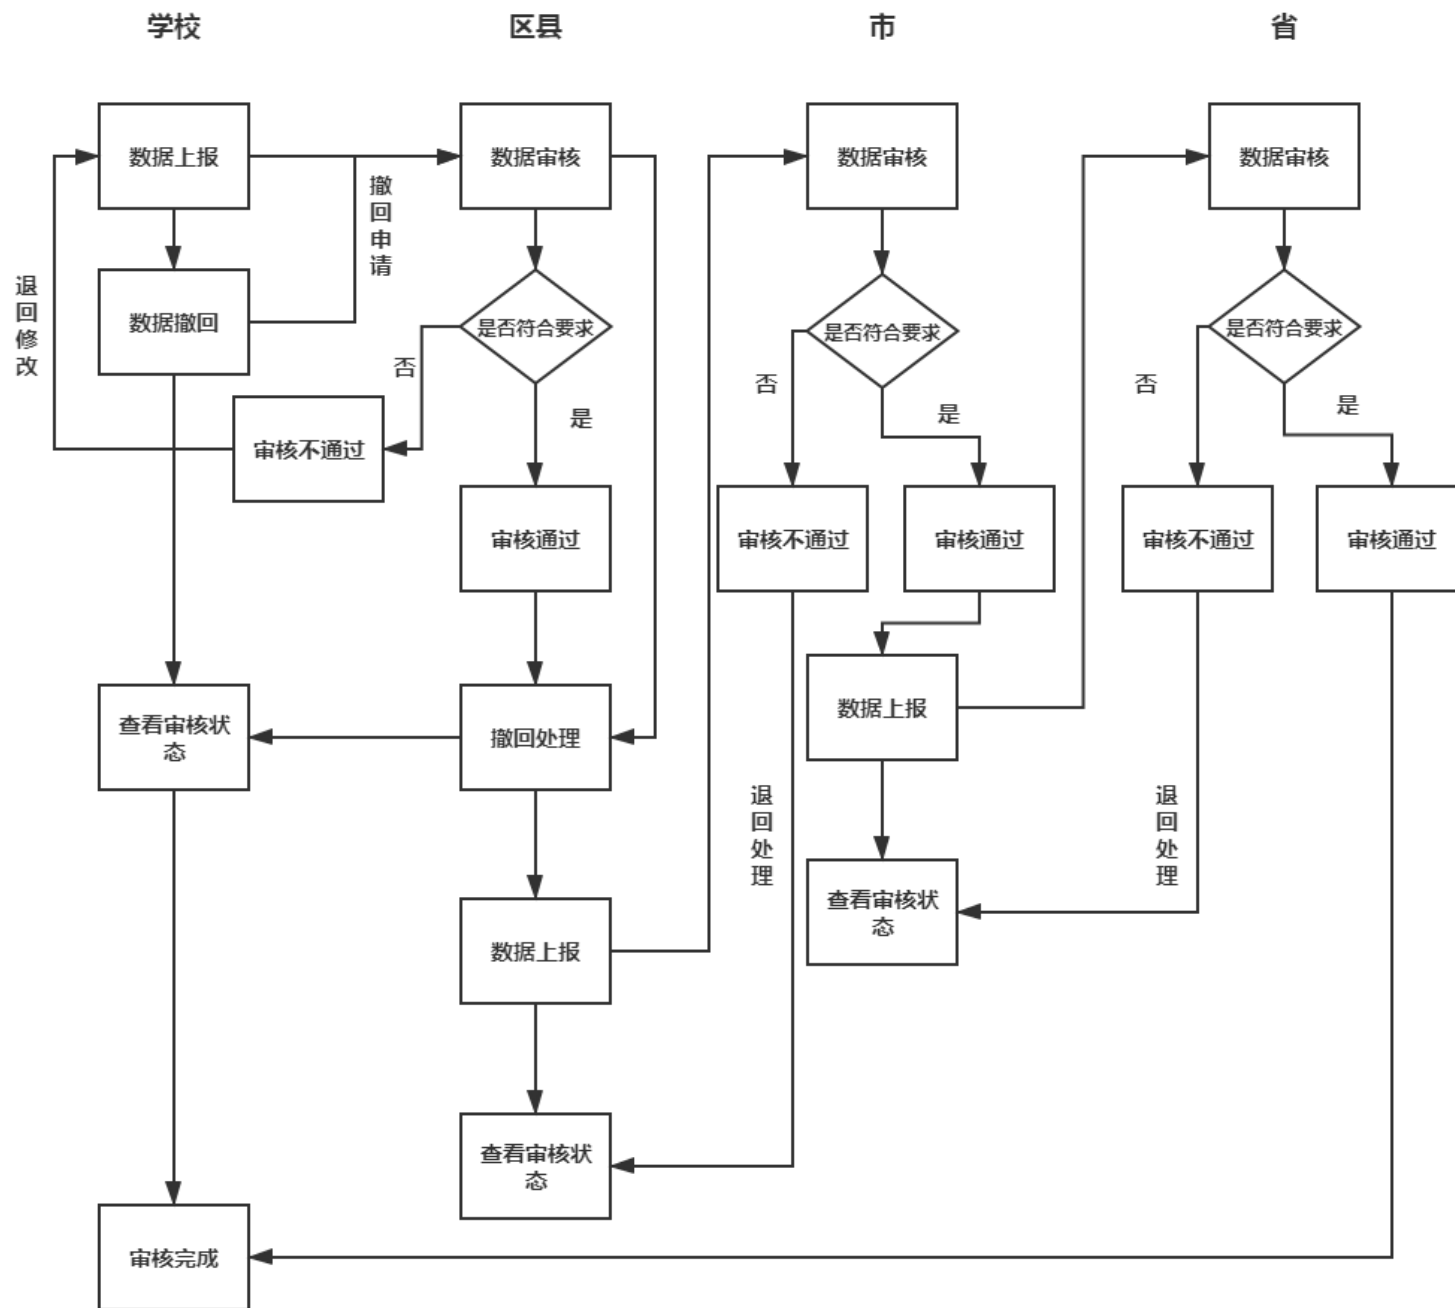 学校
区县
市
省
数据上报
数据审核
数据审核
数据审核
撤
回
申
请
退
回
修
改
数据撤回
是否符合要求
是否符合要求
是否符合要求
否
否
否
是
是
是
审核不通过
审核通过
审核不通过
审核通过
审核不通过
审核通过
查看审核状
态
撤回处理
数据上报
退
回
处
理
退
回
处
理
查看审核状
态
数据上报
查看审核状
态
审核完成